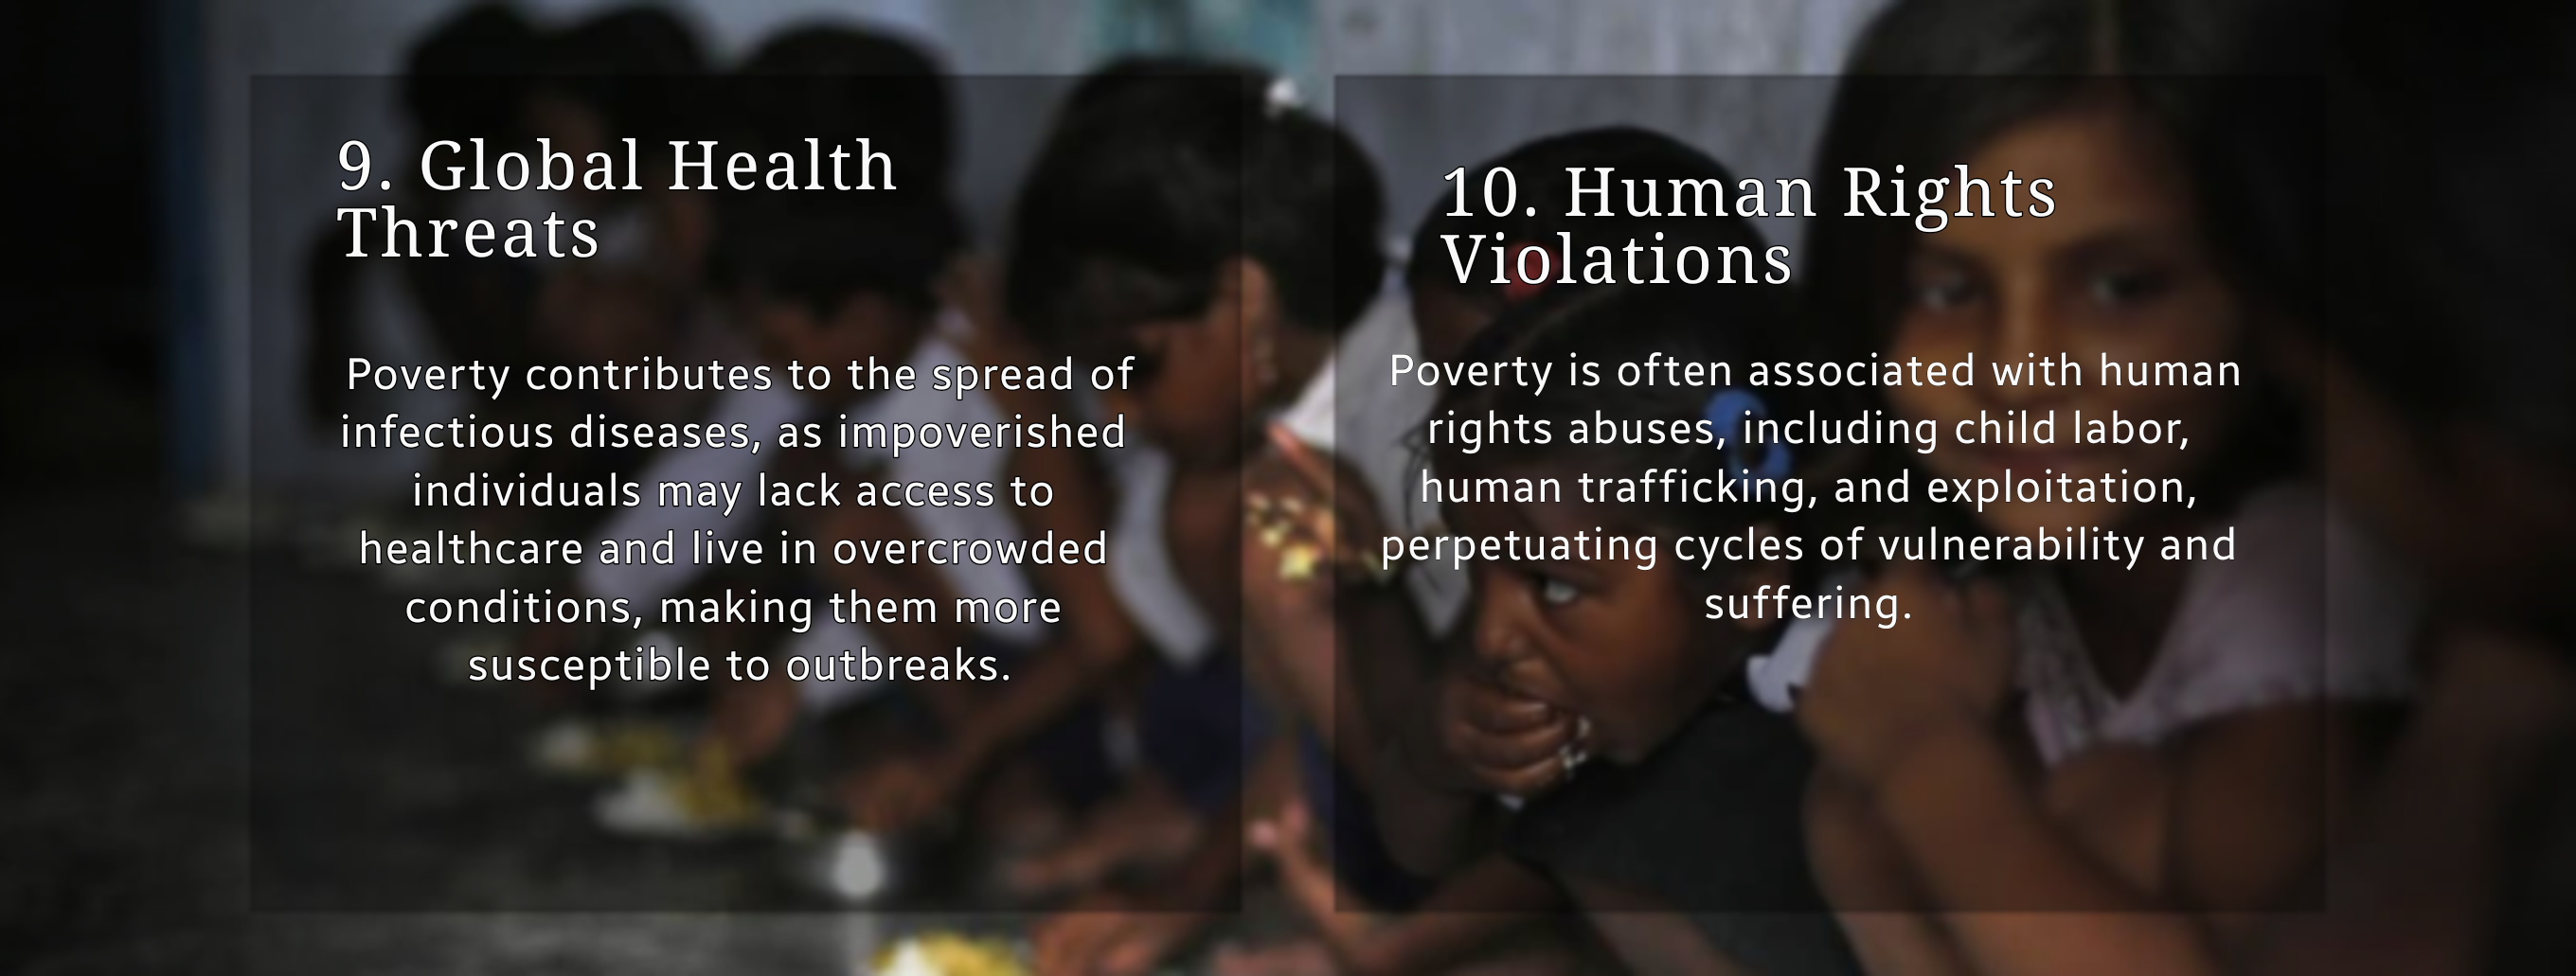 9. Global Health
Threats
Poverty contributes to the spread of
infectious diseases, as impoverished
individuals may lack access to
healthcare and live in overcrowded
conditions, making them more
susceptible to outbreaks.
10. Human Rights
Violations
Poverty is often associated with human
rights abuses, including child labor,
human trafficking, and exploitation,
perpetuating cycles of vulnerability and
suffering.